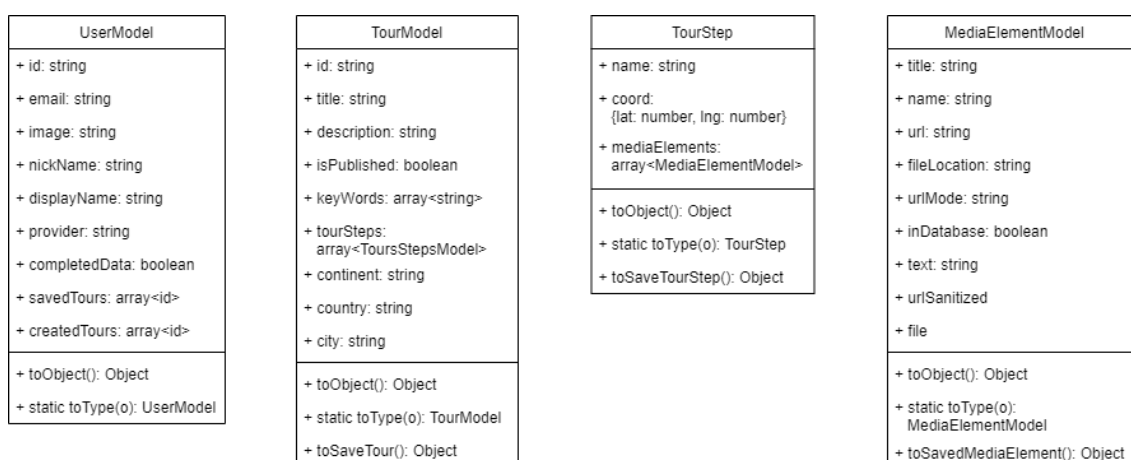 UserModel
+ id: string
+ email: string
+ image: string
+ nickName: string
+ displayName: string
+ provider: string
+ completedData: boolean
+ savedTours: array<id>
+ createdTours: array<id>
+ toObject(): Object
+ static toType(o): UserModel
TourModel
+ id: string
+ title: string
+ description: string
+ isPublished: boolean
+ keyWords: array<string>
+ tourSteps:
array<ToursStepsModel>
+ continent: string
+ country: string
+ city: string
+ toObject(): Object
+ static toType(o): TourModel
+ toSaveTour(): Object
TourStep
+ name: string
+ coord:
{lat: number, lng: number}
+ mediaElements:
array<MediaElementModel>
+ toObject(): Object
+ static toType(o): TourStep
+ toSaveTourStep(): Object
MediaElementModel
+ title: string
+ name: string
+ url: string
+ fileLocation: string
+ urlMode: string
+ inDatabase: boolean
+ text: string
+ urlSanitized
+ file
+ toObject(): Object
+ static toType(o):
MediaElementModel
+ toSavedMediaElement(): Object